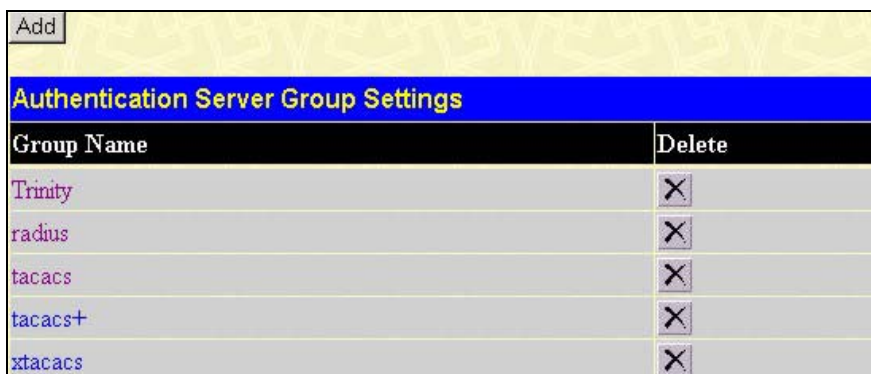 Add
Authentication Server Group Settings
Group Name Delete
Trinity
radius
tacacs
tacacs+
xtacacs